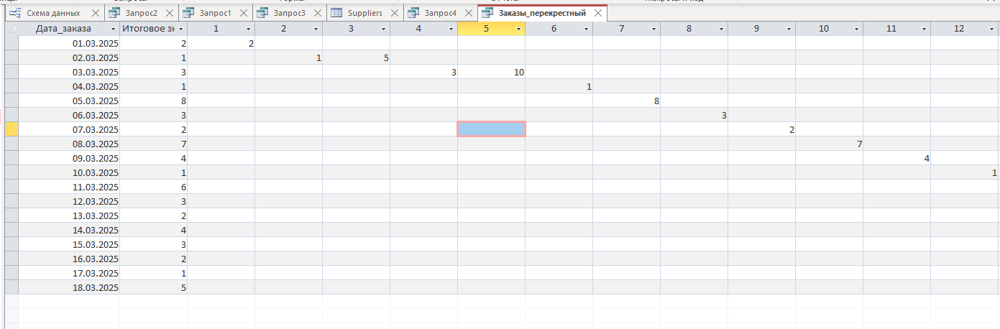 Схема данных Запрос2 Запрос1 Запрос3 Suppliers Запрос4 Заказы_перекрестный
Дата_заказа Итоговое зн 1 2 3 4 5 6 7 8 9 10 11 12
01.03.2025 2 2
02.03.2025 1 1 5
03.03.2025 3 3 10
04.03.2025 1 1
05.03.2025 8 8
06.03.2025 3 3
07.03.2025 2 2
08.03.2025 7 7
09.03.2025 4 4
10.03.2025 1 1
11.03.2025 6
12.03.2025 3
13.03.2025 2
14.03.2025 4
15.03.2025 3
16.03.2025 2
17.03.2025 1
18.03.2025 5